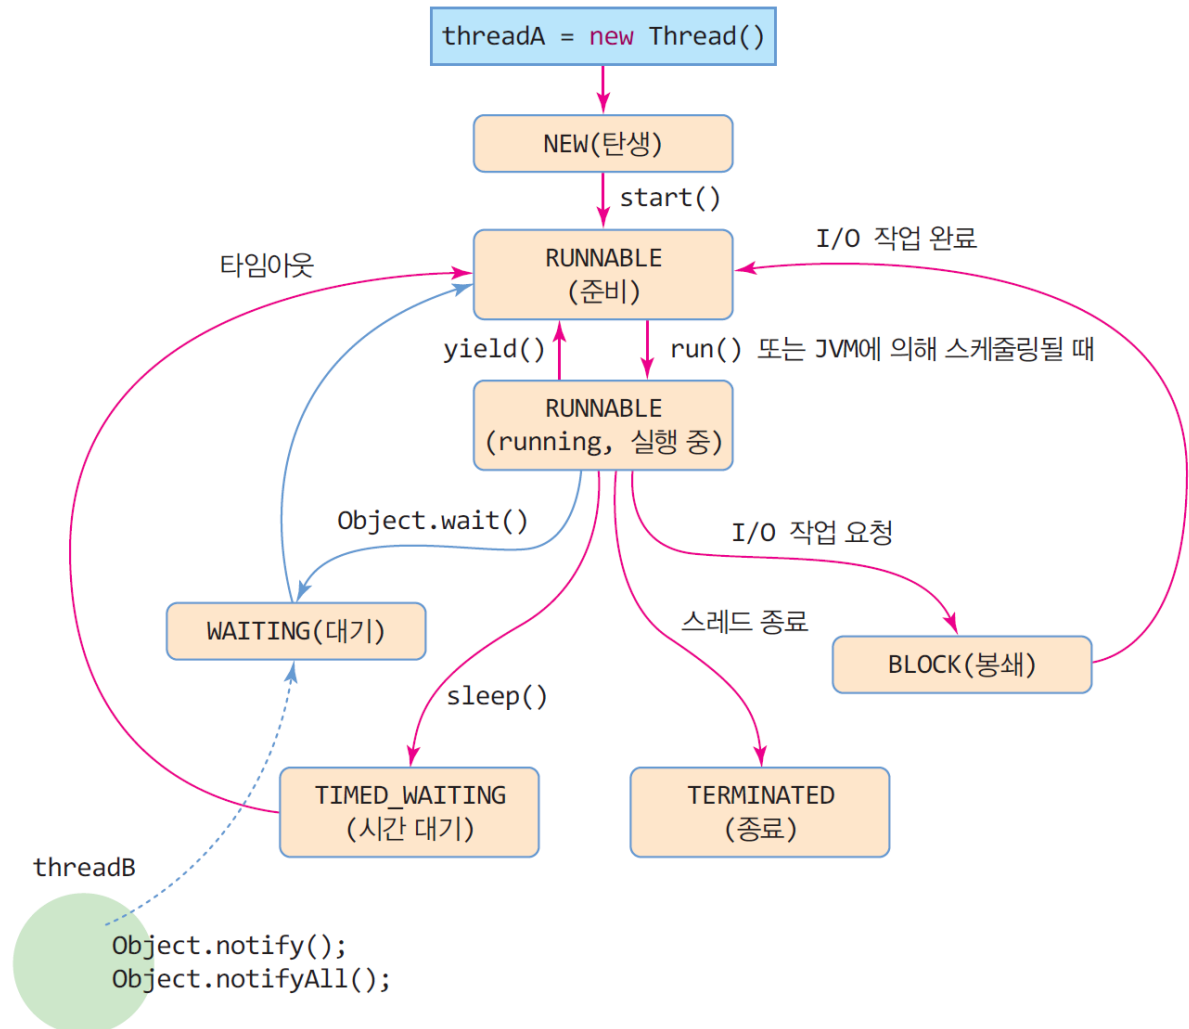 threadA = new Thread()
NEW(탄생)
start()
RUNNABLE
(준비)
I/O 작업 완료
타임아웃
yield()
run() 또는 JVM에 의해 스케줄링될 때
RUNNABLE
(running, 실행 중)
Object.wait()
I/O 작업 요청
WAITING(대기)
스레드 종료
BLOCK(봉쇄)
sleep()
TIMED_WAITING
(시간 대기)
TERMINATED
(종료)
threadB
Object.notify();
Object.notifyAll();